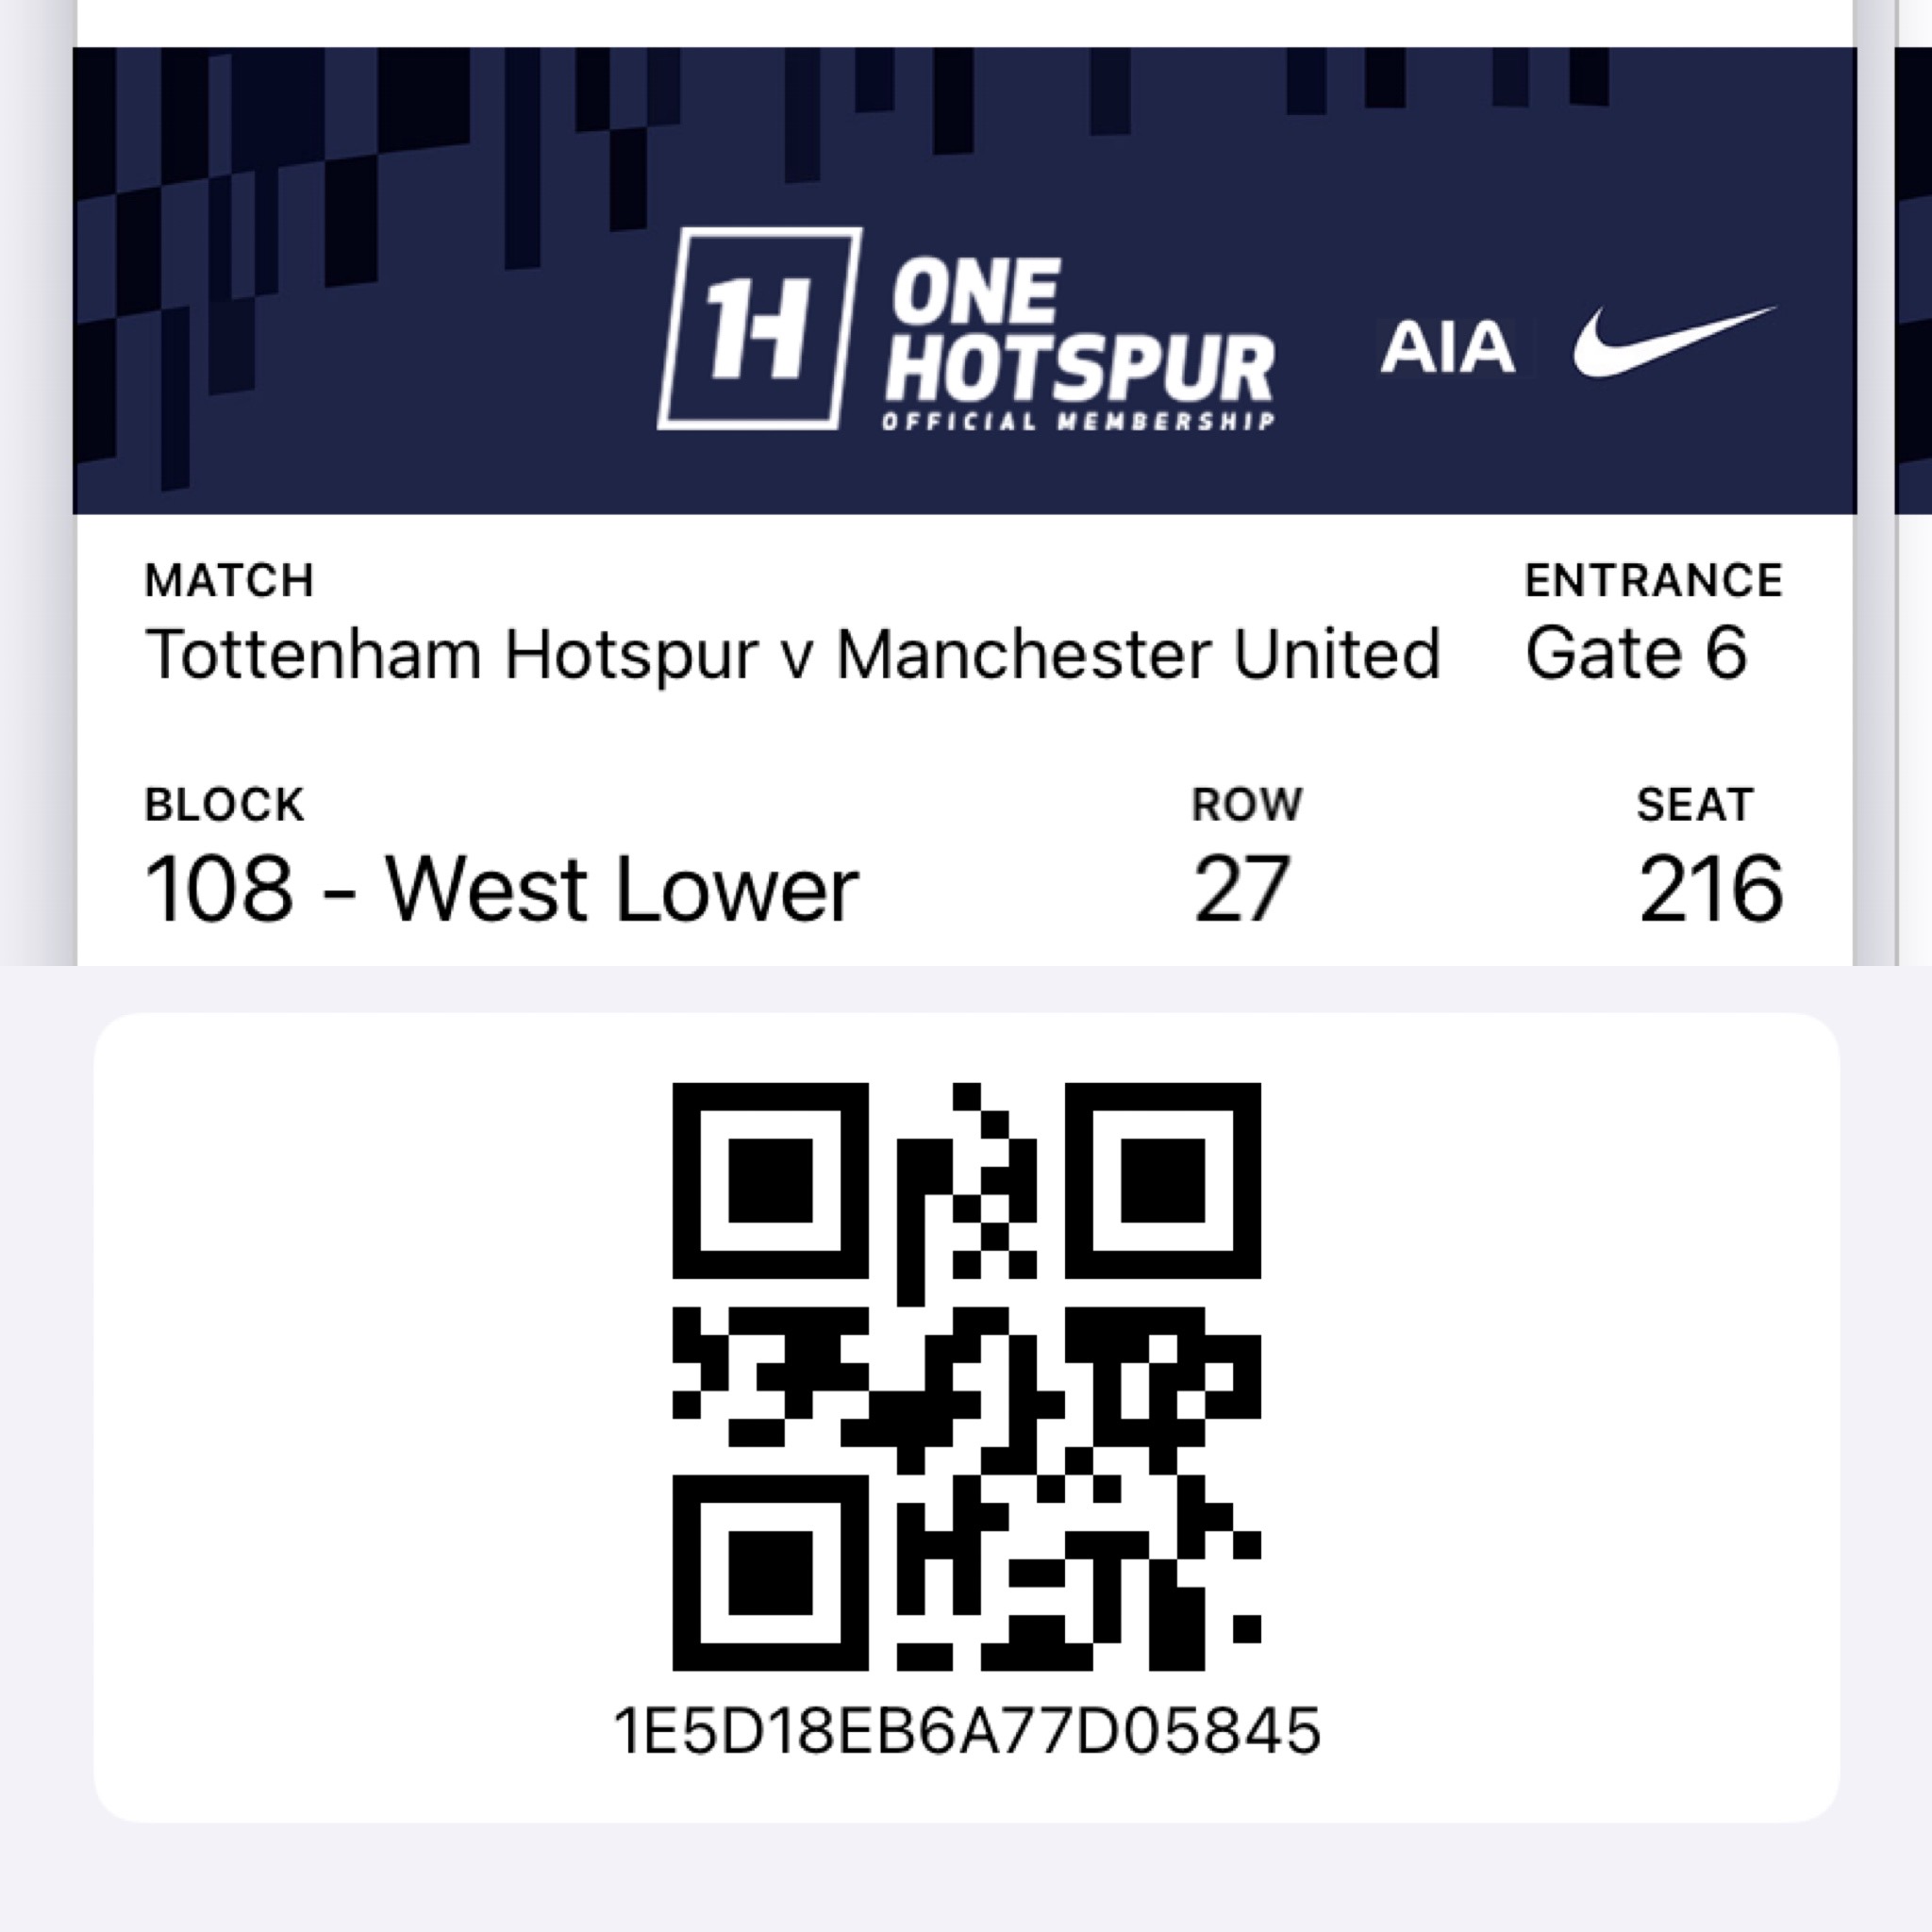 1H
ONE
HOTSPUR
OFFICIAL MEMBERSHIP
AIA
MATCH ENTRANCE
Tottenham Hotspur v Manchester United Gate 6
BLOCK ROW SEAT
108 - West Lower 27 216
1E5D18EB6A77D05845